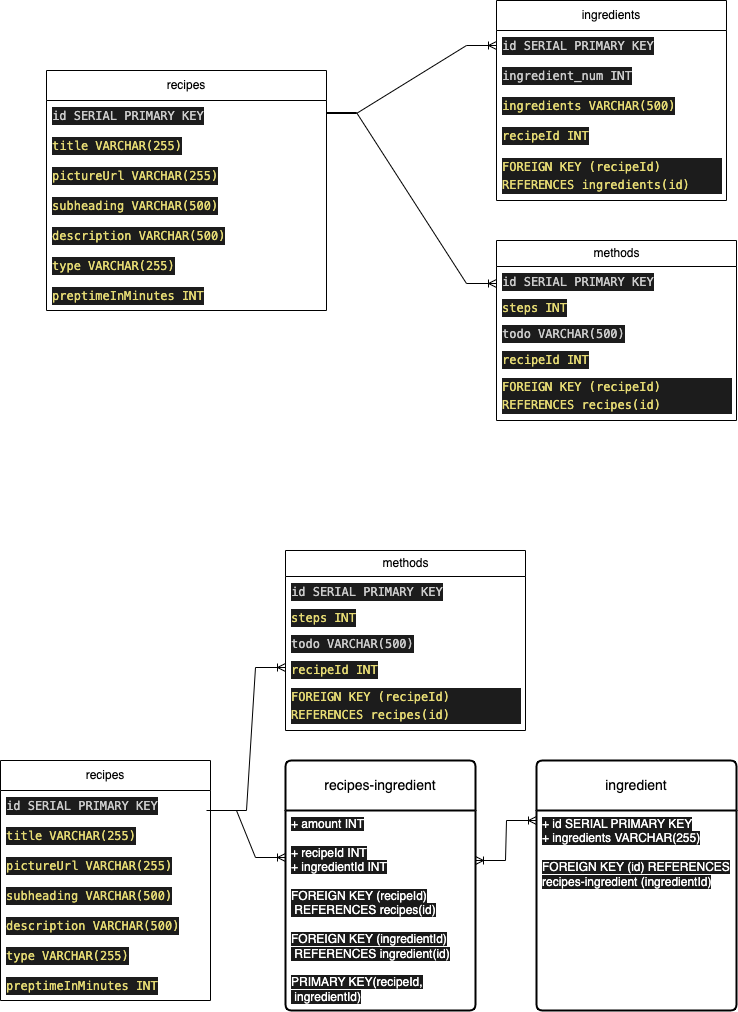 recipes
id SERIAL PRIMARY KEY
title VARCHAR(255)
pictureUrl VARCHAR(255)
subheading VARCHAR(500)
description VARCHAR(500)
type VARCHAR(255)
preptimeInMinutes INT
ingredients
id SERIAL PRIMARY KEY
ingredient_num INT
ingredients VARCHAR(500)
recipeId INT
FOREIGN KEY (recipeId)
REFERENCES ingredients(id)
methods
id SERIAL PRIMARY KEY
steps INT
todo VARCHAR(500)
recipeId INT
FOREIGN KEY (recipeId)
REFERENCES recipes(id)
methods
id SERIAL PRIMARY KEY
steps INT
todo VARCHAR(500)
recipeId INT
FOREIGN KEY (recipeId)
REFERENCES recipes(id)
recipes
id SERIAL PRIMARY KEY
title VARCHAR(255)
pictureUrl VARCHAR(255)
subheading VARCHAR(500)
description VARCHAR(500)
type VARCHAR(255)
preptimeInMinutes INT
recipes-ingredient
+ amount INT
+ recipeId INT
+ ingredientId INT
FOREIGN KEY (recipeId)
REFERENCES recipes(id)
FOREIGN KEY (ingredientId)
REFERENCES ingredient(id)
PRIMARY KEY(recipeId,
ingredientId)
ingredient
+ id SERIAL PRIMARY KEY
+ ingredients VARCHAR(255)
FOREIGN KEY (id) REFERENCES
recipes-ingredient (ingredientId)